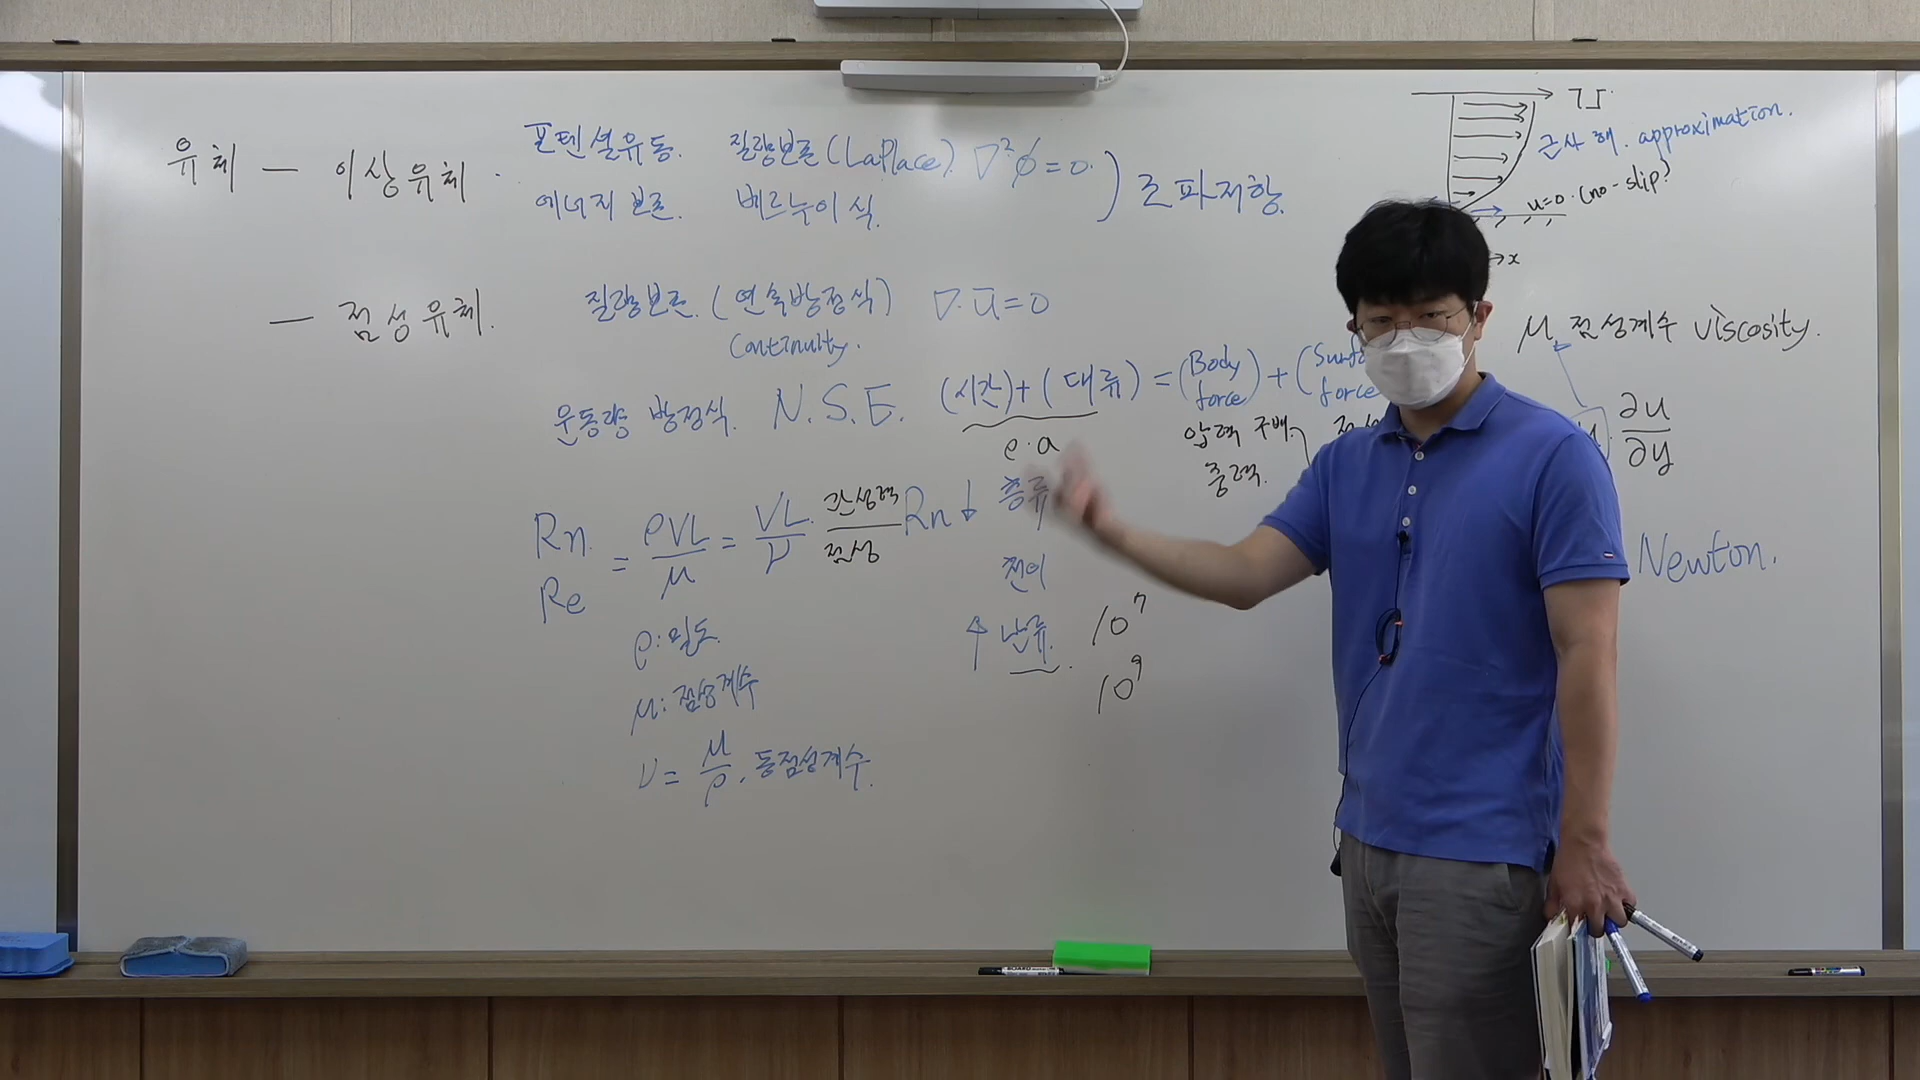 유체 — 이상유체.
포텐셜유동. 질량보존(LaPlace). ∇²φ=0.
에너지 보존. 베르누이 식.
) 조파저항.
— 점성유체.
질량보존. (연속방정식) ∇·u̅=0
Continuity.
운동량 방정식. N.S.E. (시간)+(대류)=(Body force)+(Surf
force
ρ·a
압력 구배.
중력.
Rn.
Re
= ρVL/μ = VL/ν. 관성력/점성
Rn↓ 층류
천이
↑ 난류. 10⁷
10⁹
ρ: 밀도.
μ: 점성계수
ν = μ/ρ. 동점성계수.
근사해. approximation.
u=0. (no-slip)
→x
μ 점성계수 viscosity.
∂u/∂y
Newton.